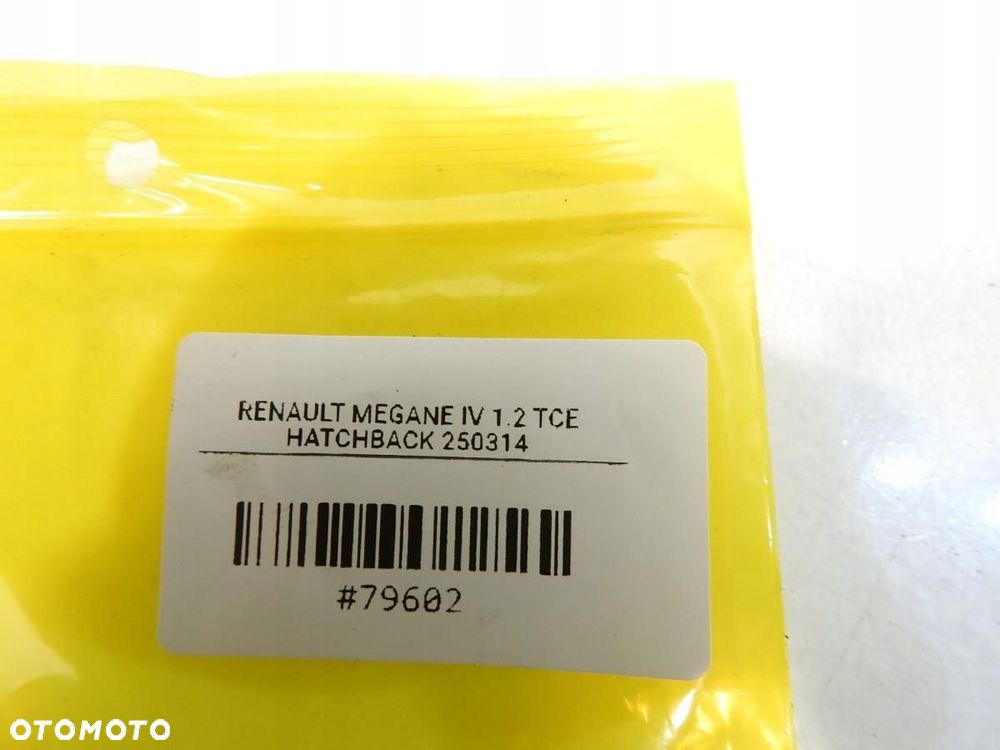 RENAULT MEGANE IV 1.2 TCE
HATCHBACK 250314
#79602
OTOMOTO